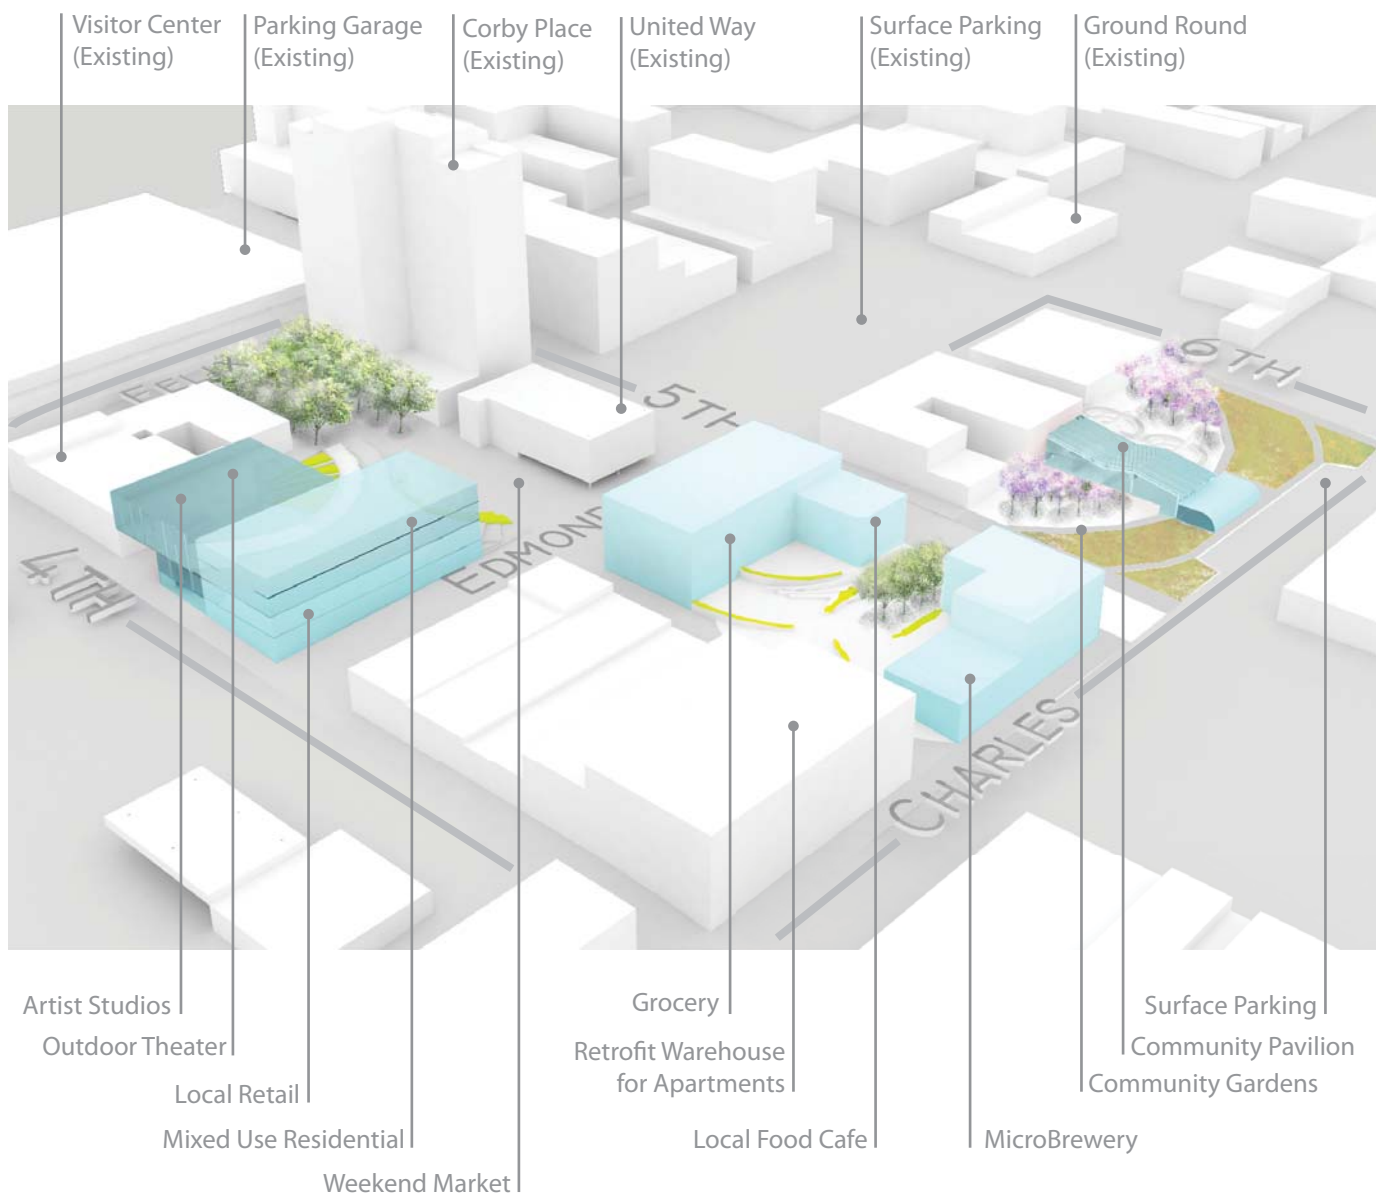 Visitor Center
(Existing)
Parking Garage
(Existing)
Corby Place
(Existing)
United Way
(Existing)
Surface Parking
(Existing)
Ground Round
(Existing)
6TH
5TH
4TH
CHARLES
Artist Studios
Outdoor Theater
Local Retail
Mixed Use Residential
Weekend Market
Grocery
Retrofit Warehouse
for Apartments
Local Food Cafe
MicroBrewery
Surface Parking
Community Pavilion
Community Gardens